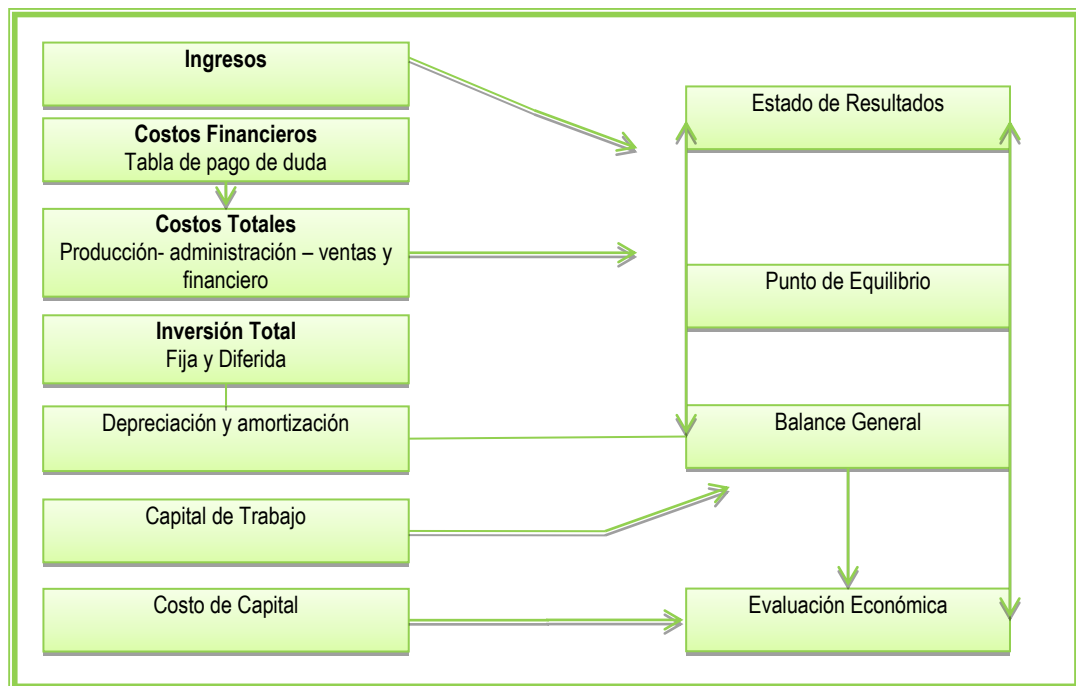 Ingresos
Costos Financieros
Tabla de pago de duda
Costos Totales
Producción- administración – ventas y
financiero
Inversión Total
Fija y Diferida
Depreciación y amortización
Capital de Trabajo
Costo de Capital
Estado de Resultados
Punto de Equilibrio
Balance General
Evaluación Económica